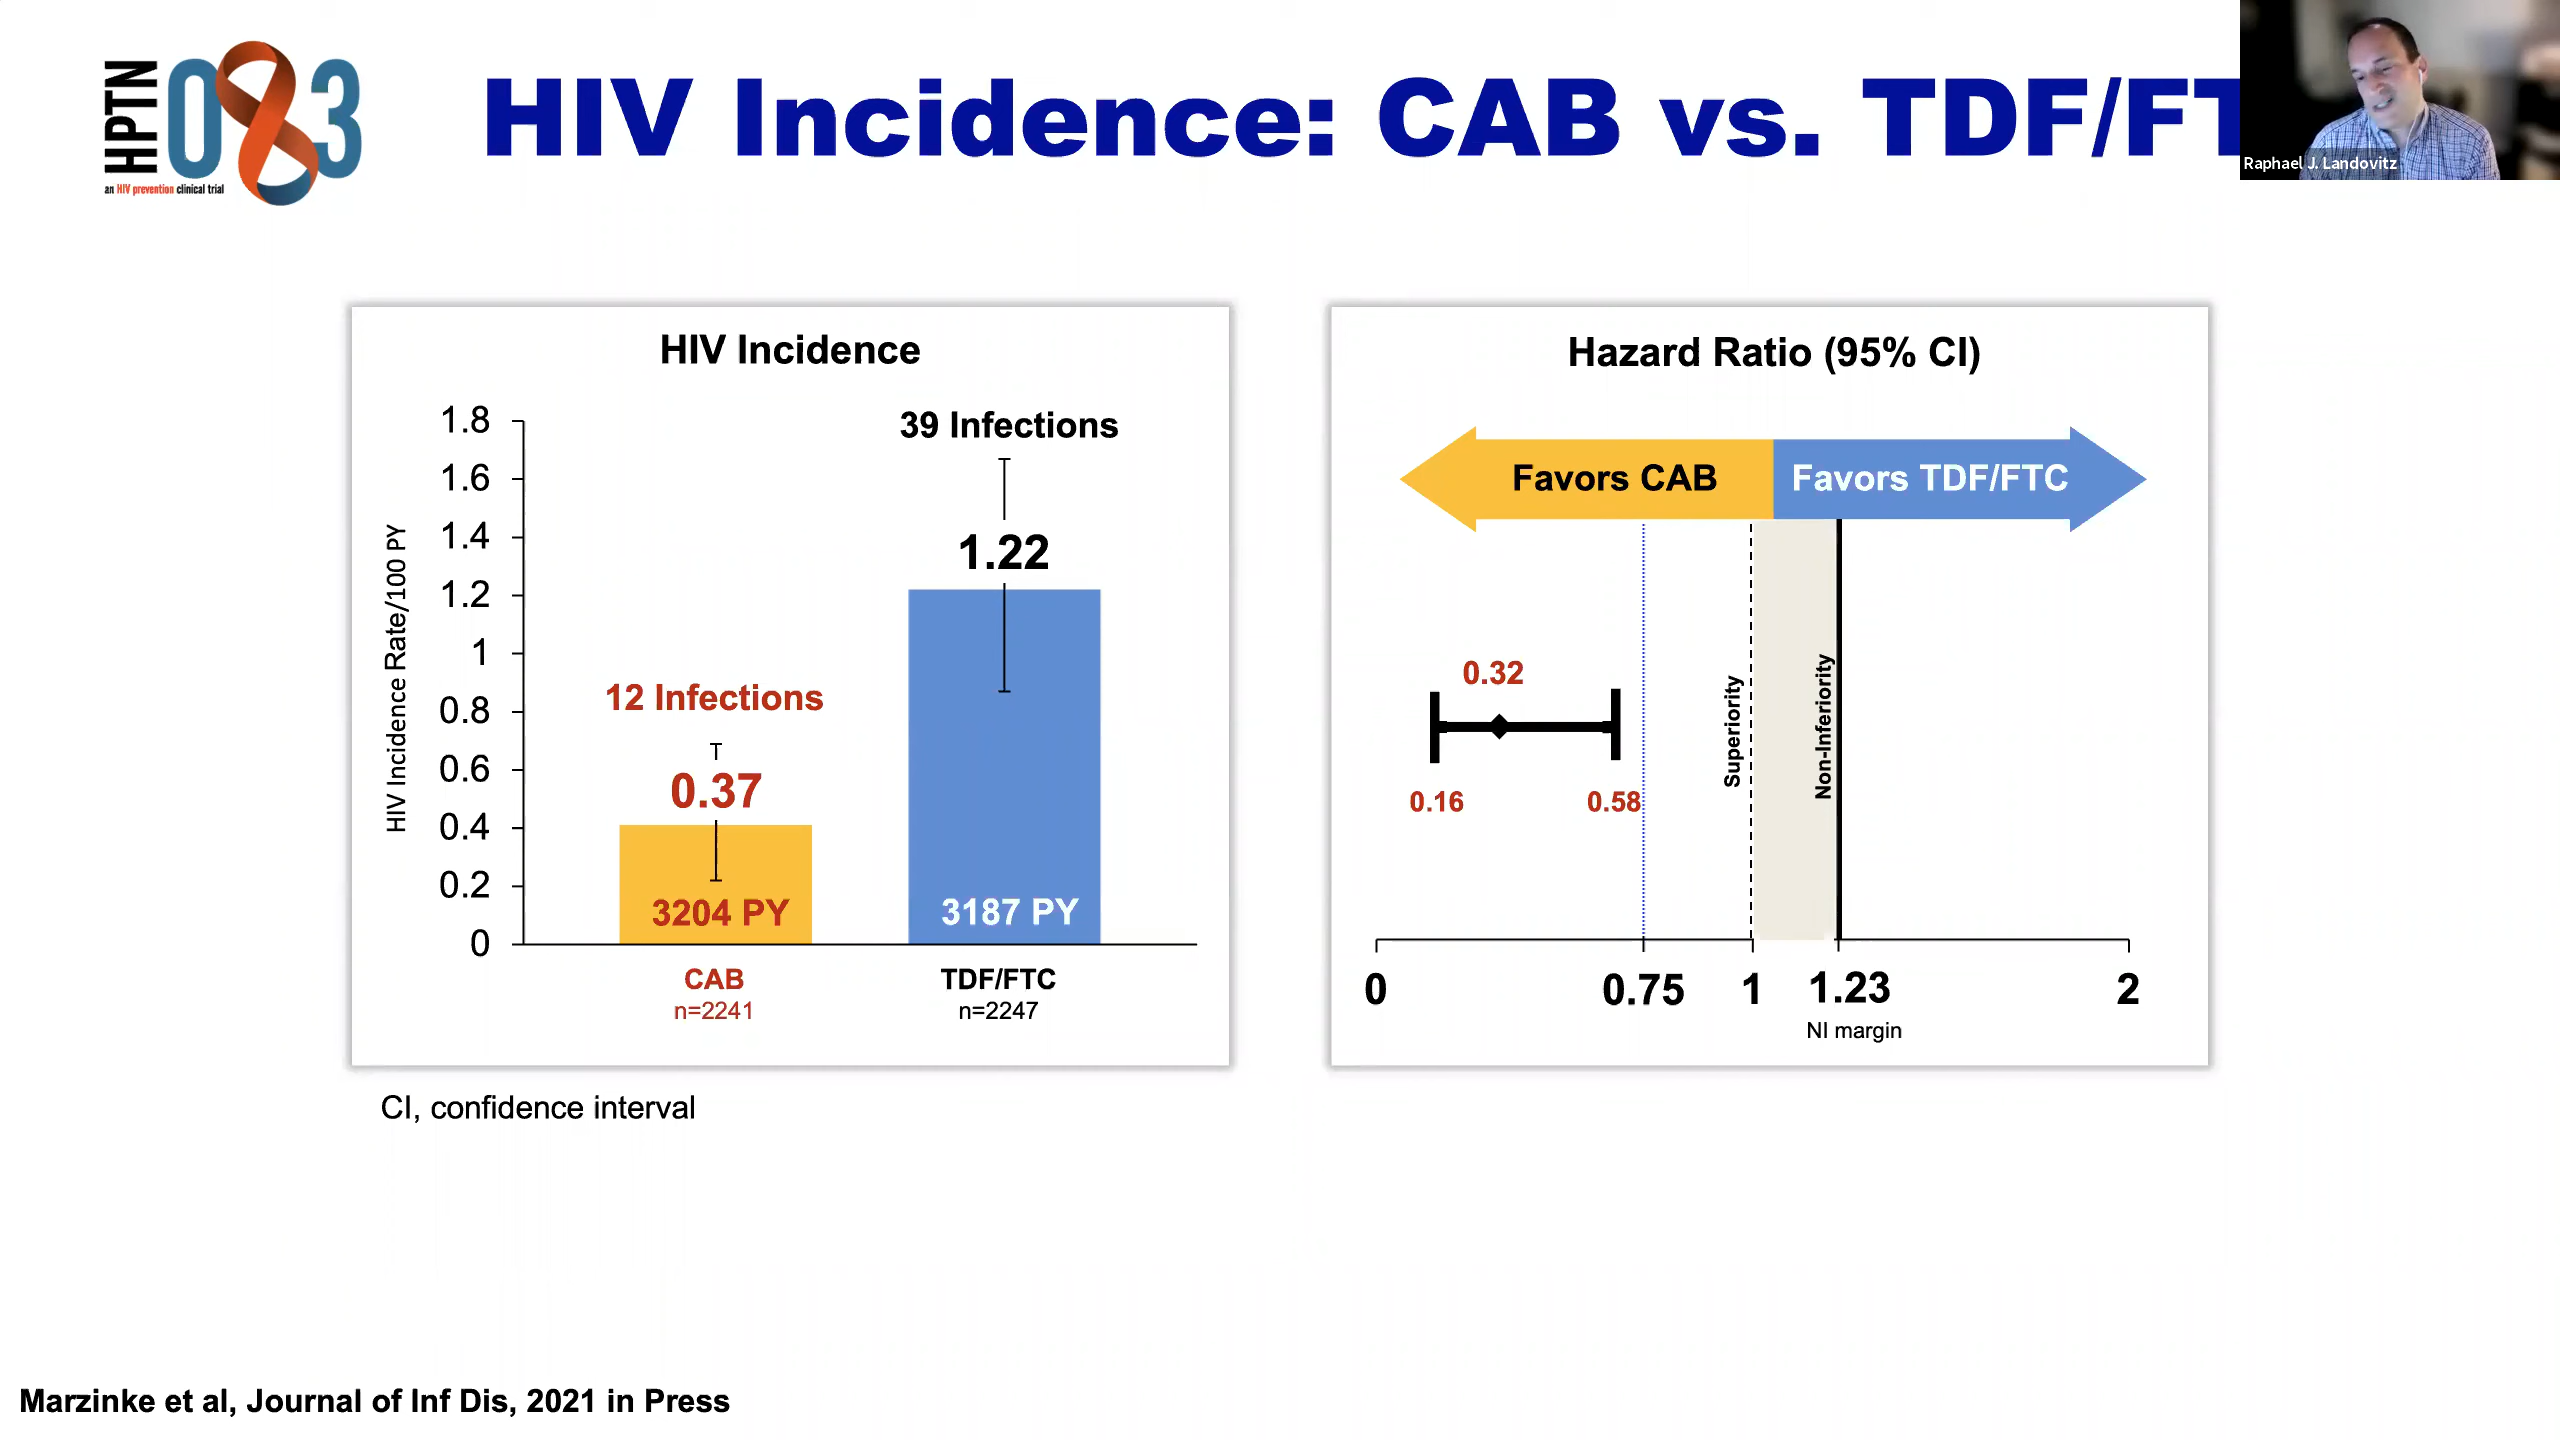 HPTN 083
an HIV prevention clinical trial
HIV Incidence: CAB vs. TDF/FT
Raphael J. Landovitz
HIV Incidence
HIV Incidence Rate/100 PY
1.8
1.6
1.4
1.2
1
0.8
0.6
0.4
0.2
0
39 Infections
1.22
12 Infections
0.37
3204 PY
3187 PY
CAB
n=2241
TDF/FTC
n=2247
Hazard Ratio (95% CI)
Favors CAB
Favors TDF/FTC
0.32
0.16
0.58
Superiority
Non-Inferiority
0 0.75 1 1.23 2
NI margin
CI, confidence interval
Marzinke et al, Journal of Inf Dis, 2021 in Press